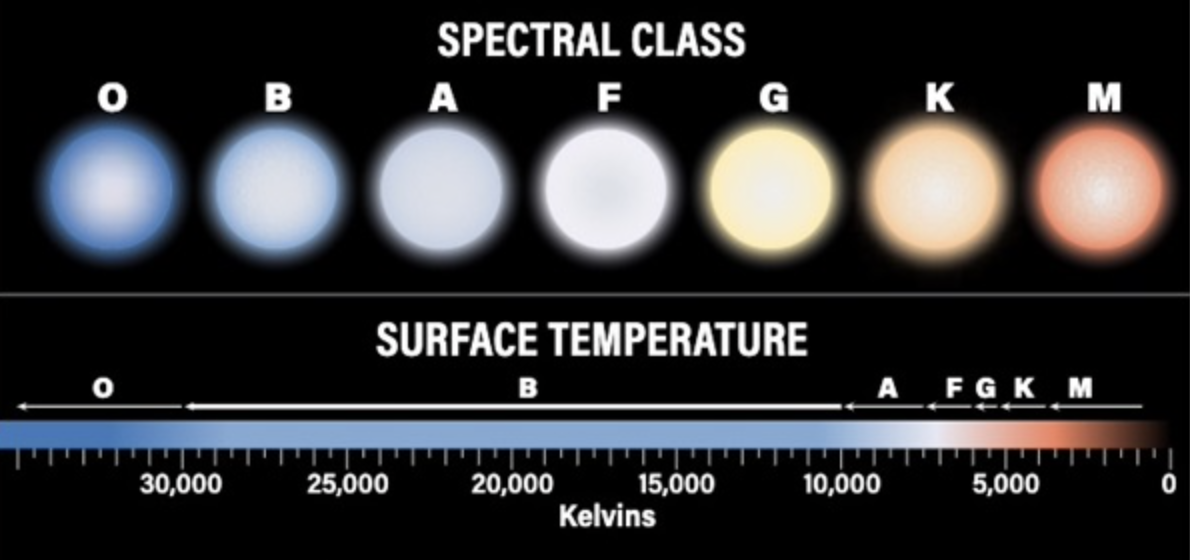 SPECTRAL CLASS
O B A F G K M
SURFACE TEMPERATURE
O B A F G K M
30,000 25,000 20,000 15,000 10,000 5,000 0
Kelvins